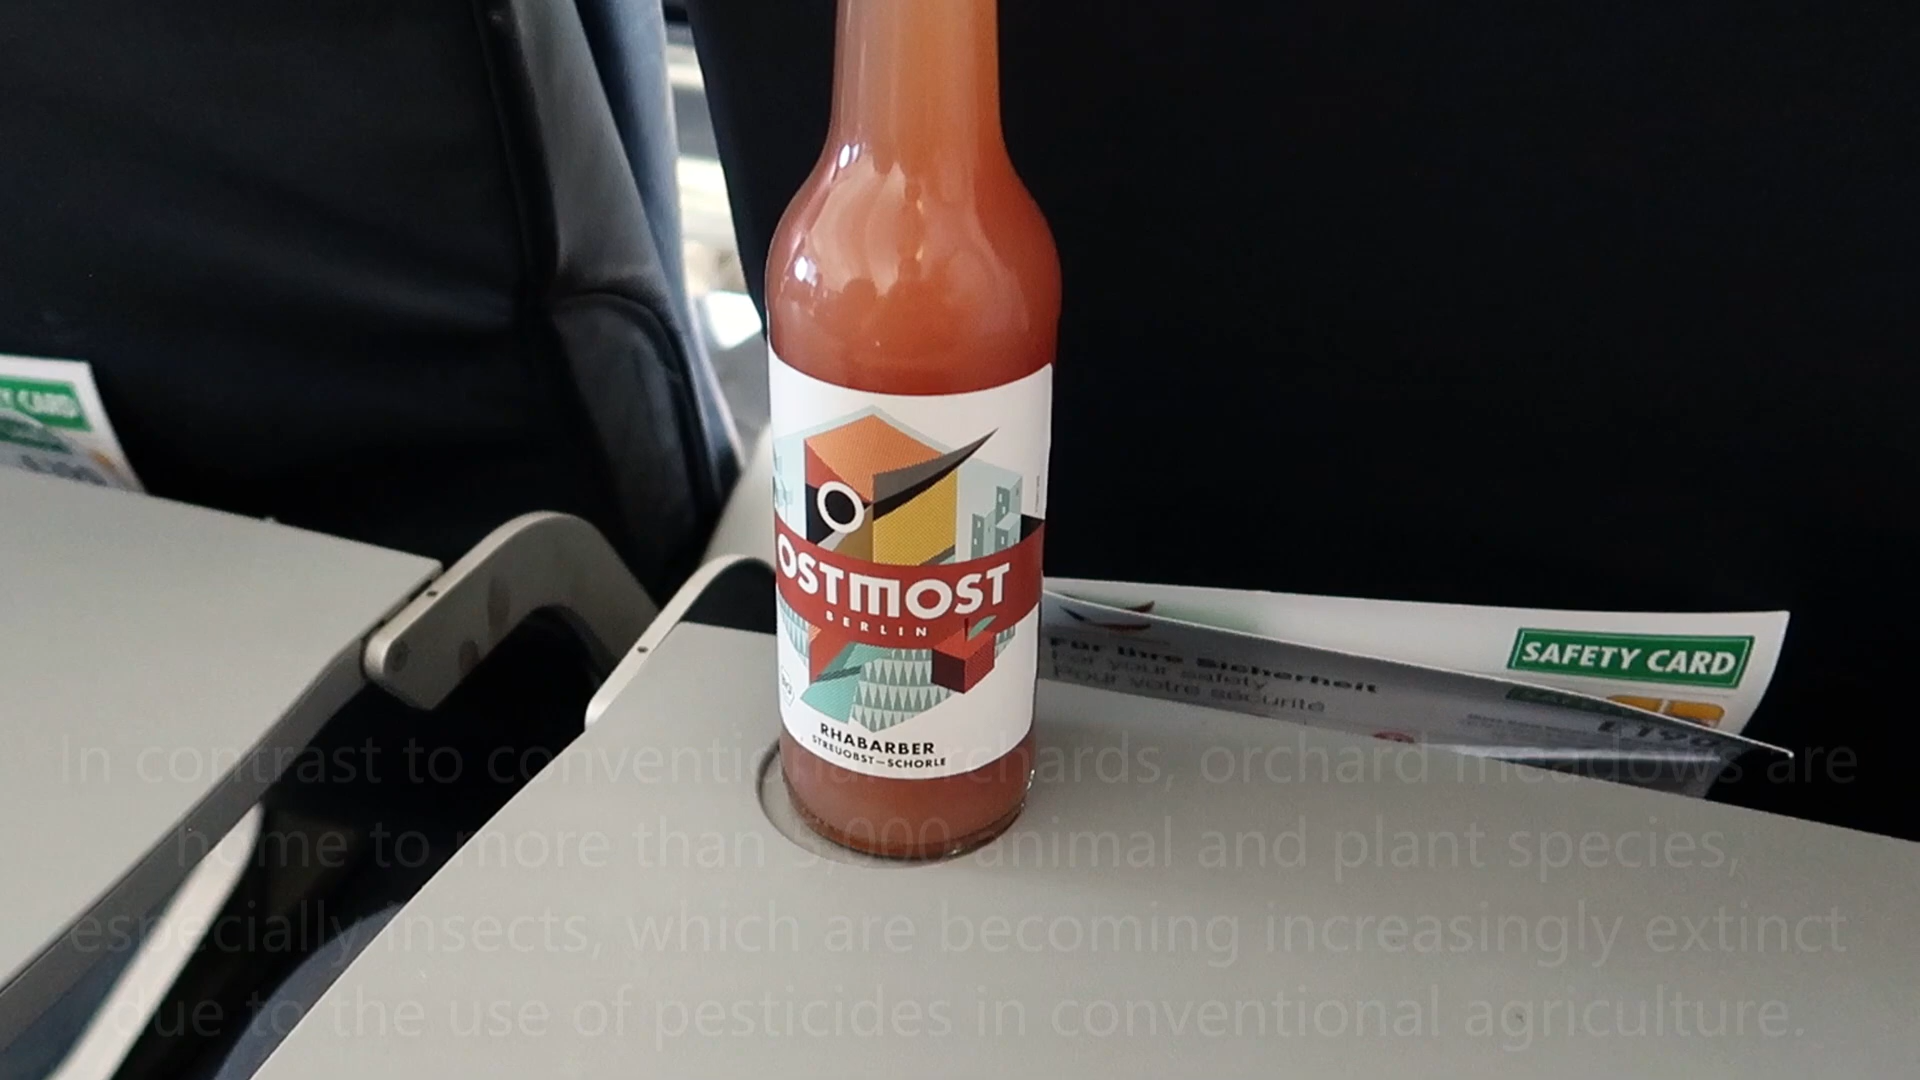 Y CARD
OSTMOST
BERLIN
BIO
RHABARBER
STREUOBST–SCHORLE
SAFETY CARD
Für Ihre Sicherheit
For your safety
Pour votre sécurité
In contrast to conventional orchards, orchard meadows are
home to more than 5,000 animal and plant species,
especially insects, which are becoming increasingly extinct
due to the use of pesticides in conventional agriculture.